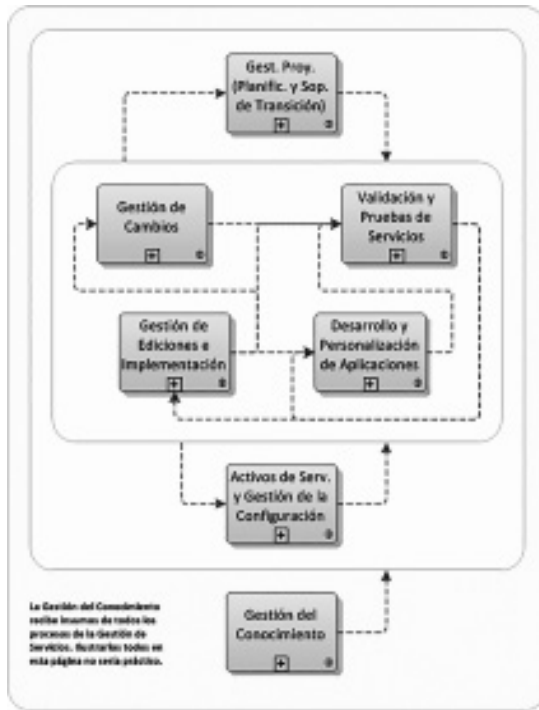 Gest. Proy.
(Planific. y Sop.
de Transición)
Gestión de
Cambios
Validación y
Pruebas de
Servicios
Gestión de
Ediciones e
Implementación
Desarrollo y
Personalización
de Aplicaciones
Activos de Serv.
y Gestión de la
Configuración
La Gestión del Conocimiento
recibe insumos de todos los
procesos de la Gestión de
Servicios. Ilustrarlos todos en
esta página no sería práctico.
Gestión del
Conocimiento